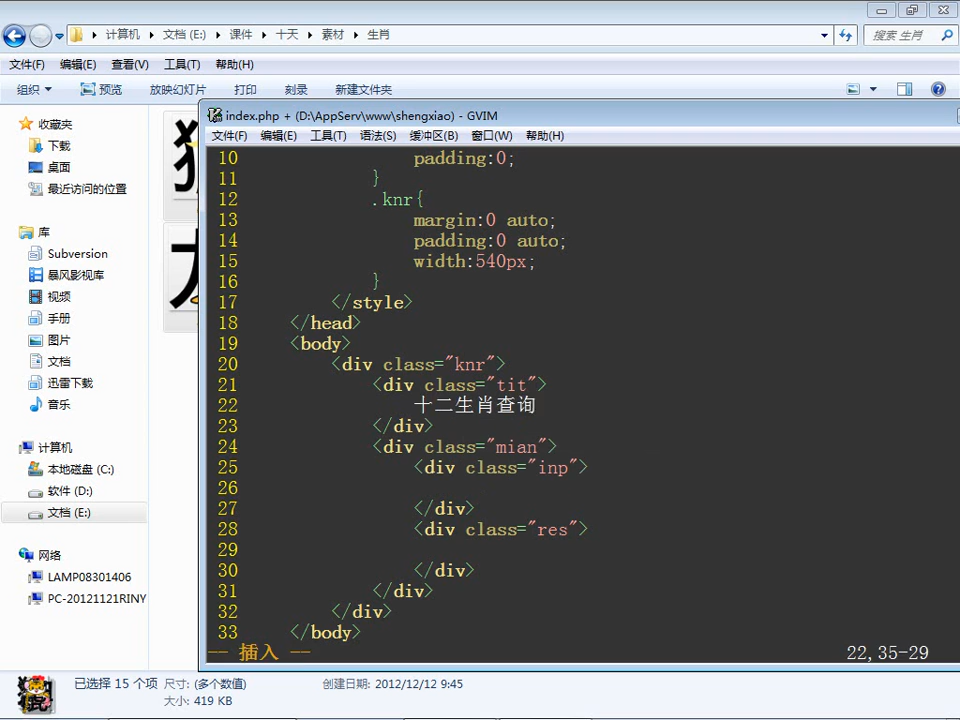 计算机 文档 (E:) 课件 十天 素材 生肖
搜索 生肖
文件(F) 编辑(E) 查看(V) 工具(T) 帮助(H)
组织 预览 放映幻灯片 打印 刻录 新建文件夹
收藏夹
下载
桌面
最近访问的位置
库
Subversion
暴风影视库
视频
手册
图片
文档
迅雷下载
音乐
计算机
本地磁盘 (C:)
软件 (D:)
文档 (E:)
网络
LAMP08301406
PC-20121121RINY
index.php + (D:\AppServ\www\shengxiao) - GVIM
文件(F) 编辑(E) 工具(T) 语法(S) 缓冲区(B) 窗口(W) 帮助(H)
10 padding:0;
11 }
12 .knr{
13 margin:0 auto;
14 padding:0 auto;
15 width:540px;
16 }
17 </style>
18 </head>
19 <body>
20 <div class="knr">
21 <div class="tit">
22 十二生肖查询
23 </div>
24 <div class="mian">
25 <div class="inp">
26
27 </div>
28 <div class="res">
29
30 </div>
31 </div>
32 </div>
33 </body>
-- 插入 -- 22,35-29
已选择 15 个项 尺寸: (多个数值) 创建日期: 2012/12/12 9:45
大小: 419 KB